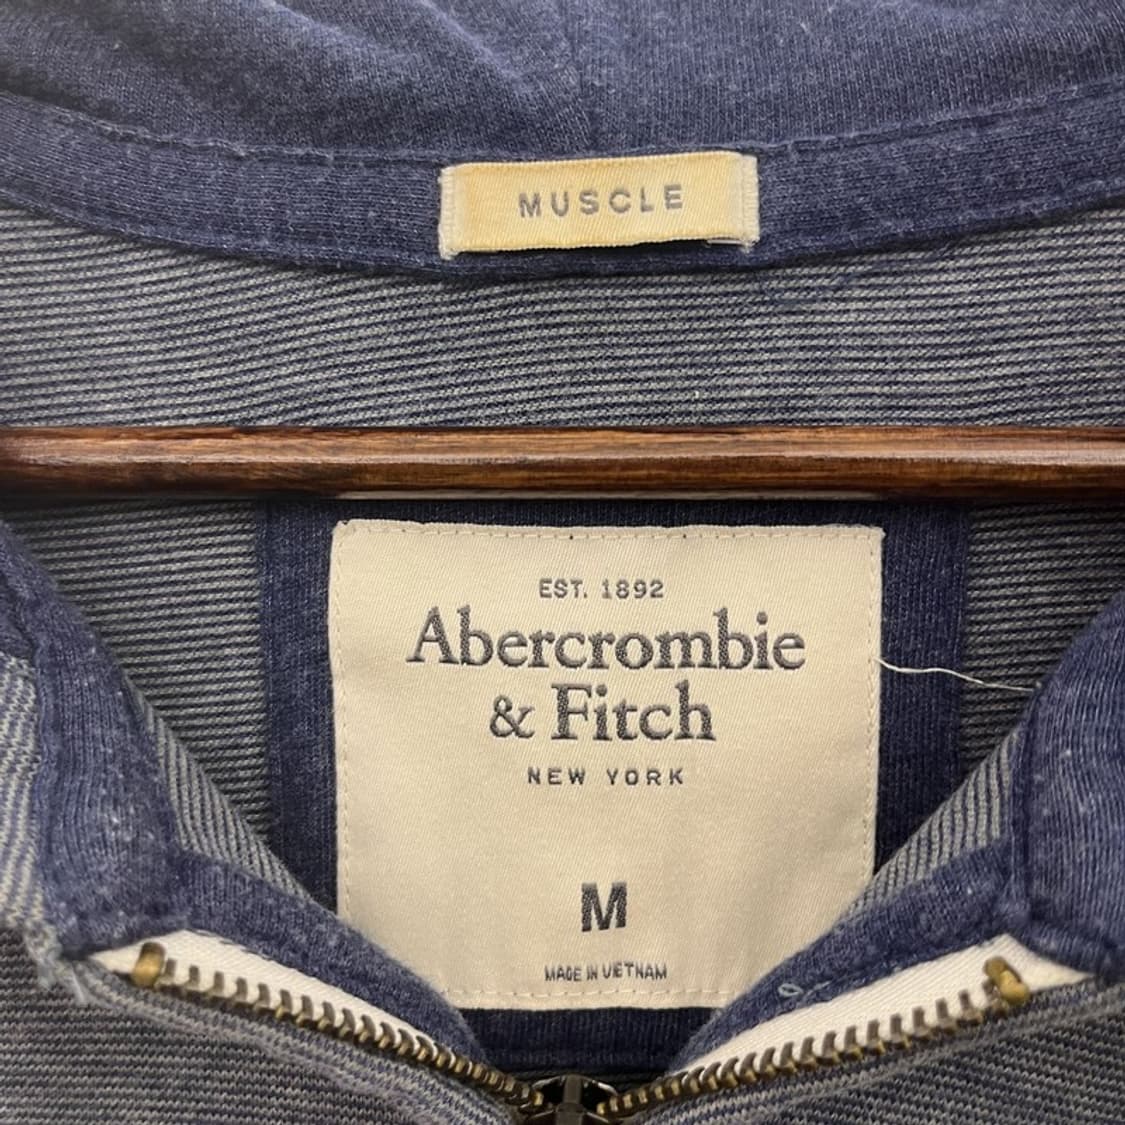 MUSCLE
EST. 1892
Abercrombie
& Fitch
NEW YORK
M
MADE IN VIETNAM